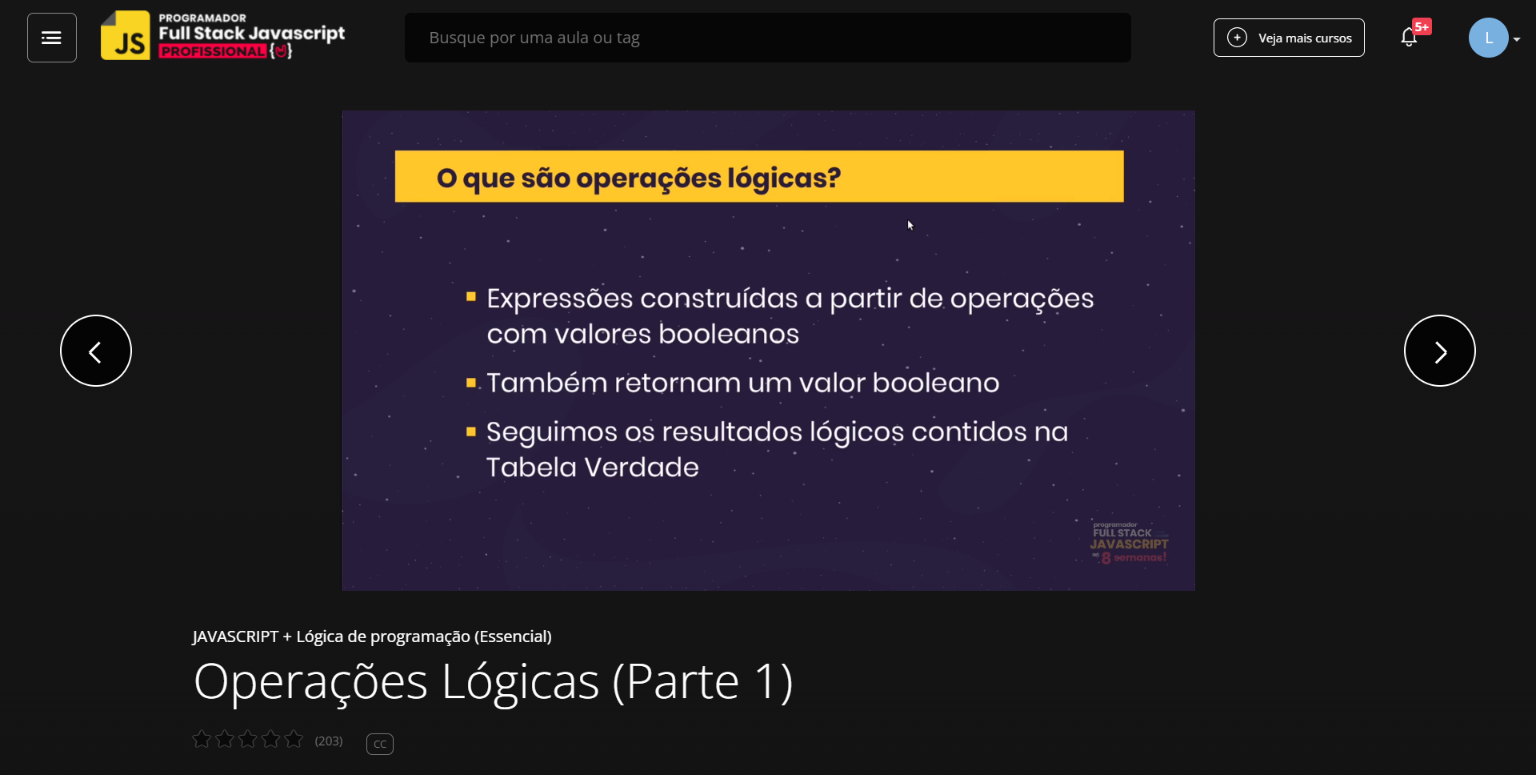 JS
PROGRAMADOR
Full Stack Javascript
PROFISSIONAL {  }
Busque por uma aula ou tag
Veja mais cursos
5+
L
O que são operações lógicas?
Expressões construídas a partir de operações
com valores booleanos
Também retornam um valor booleano
Seguimos os resultados lógicos contidos na
Tabela Verdade
programador
FULL STACK
JAVASCRIPT
8 semanas!
JAVASCRIPT + Lógica de programação (Essencial)
Operações Lógicas (Parte 1)
(203)
CC